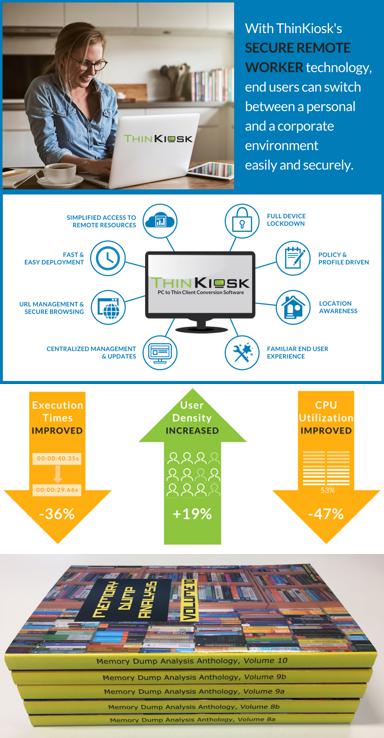 With ThinKiosk's
SECURE REMOTE
WORKER technology,
end users can switch
between a personal
and a corporate
environment
easily and securely.
THINKIOSK
SIMPLIFIED ACCESS TO
REMOTE RESOURCES
FULL DEVICE
LOCKDOWN
FAST &
EASY DEPLOYMENT
POLICY &
PROFILE DRIVEN
THINKIOSK
PC to Thin Client Conversion Software
URL MANAGEMENT &
SECURE BROWSING
LOCATION
AWARENESS
CENTRALIZED MANAGEMENT
& UPDATES
FAMILIAR END USER
EXPERIENCE
Execution
Times
IMPROVED
00:00:40.35s
00:00:29.66s
-36%
User
Density
INCREASED
+19%
CPU
Utilization
IMPROVED
53%
-47%
MEMORY
DUMP
ANALYSIS
VOLUME 10
Memory Dump Analysis Anthology, Volume 10
Memory Dump Analysis Anthology, Volume 9b
Memory Dump Analysis Anthology, Volume 9a
Memory Dump Analysis Anthology, Volume 8b
Memory Dump Analysis Anthology, Volume 8a